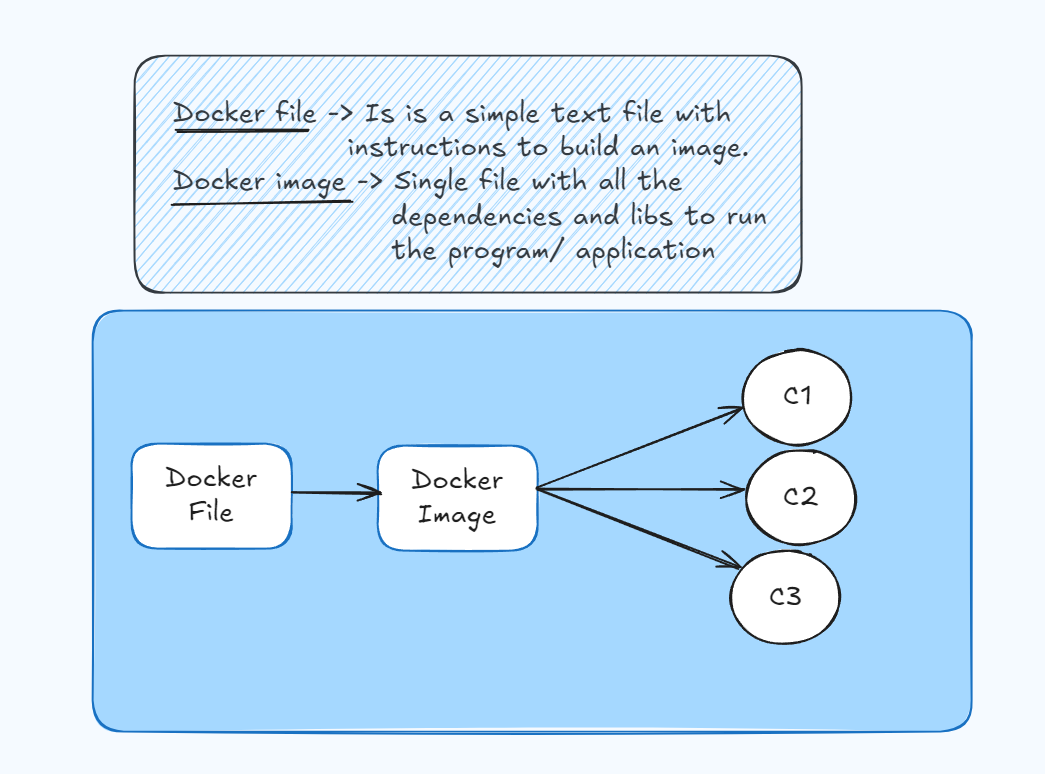 Docker file -> Is is a simple text file with
instructions to build an image.
Docker image -> Single file with all the
dependencies and libs to run
the program/ application
Docker
File
Docker
Image
C1
C2
C3